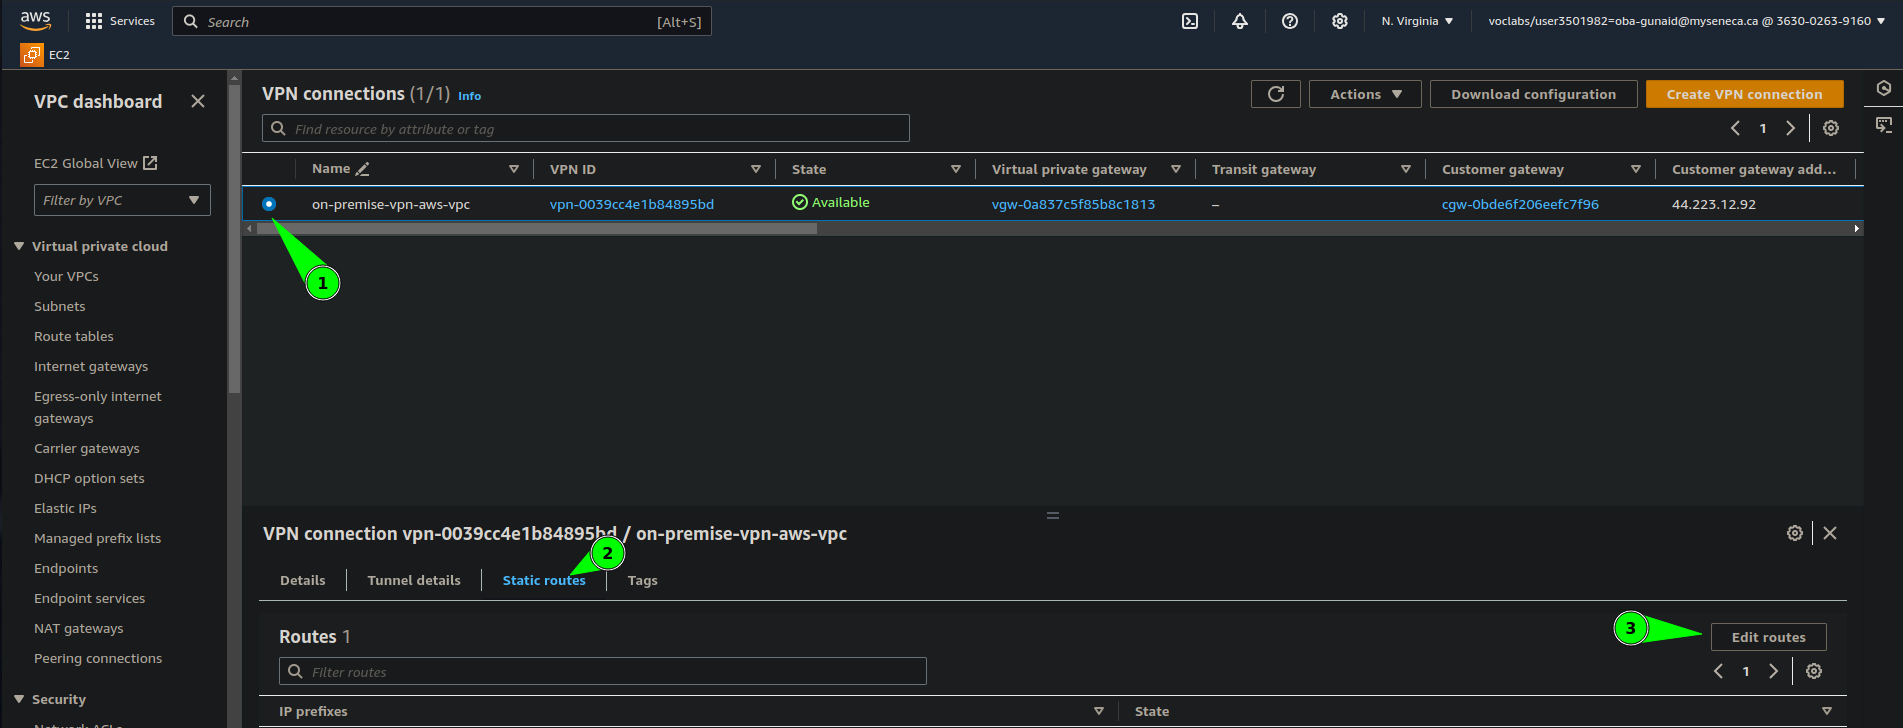 aws
Services
Search
[Alt+S]
N. Virginia
voclabs/user3501982=oba-gunaid@myseneca.ca @ 3630-0263-9160
EC2
VPC dashboard
EC2 Global View
Filter by VPC
Virtual private cloud
Your VPCs
Subnets
Route tables
Internet gateways
Egress-only internet
gateways
Carrier gateways
DHCP option sets
Elastic IPs
Managed prefix lists
Endpoints
Endpoint services
NAT gateways
Peering connections
Security
Network ACLs
VPN connections (1/1) Info
Actions
Download configuration
Create VPN connection
Find resource by attribute or tag
1
Name
VPN ID
State
Virtual private gateway
Transit gateway
Customer gateway
Customer gateway add...
on-premise-vpn-aws-vpc
vpn-0039cc4e1b84895bd
Available
vgw-0a837c5f85b8c1813
–
cgw-0bde6f206eefc7f96
44.223.12.92
1
VPN connection vpn-0039cc4e1b84895bd / on-premise-vpn-aws-vpc
2
Details
Tunnel details
Static routes
Tags
Routes 1
3
Edit routes
Filter routes
1
IP prefixes
State